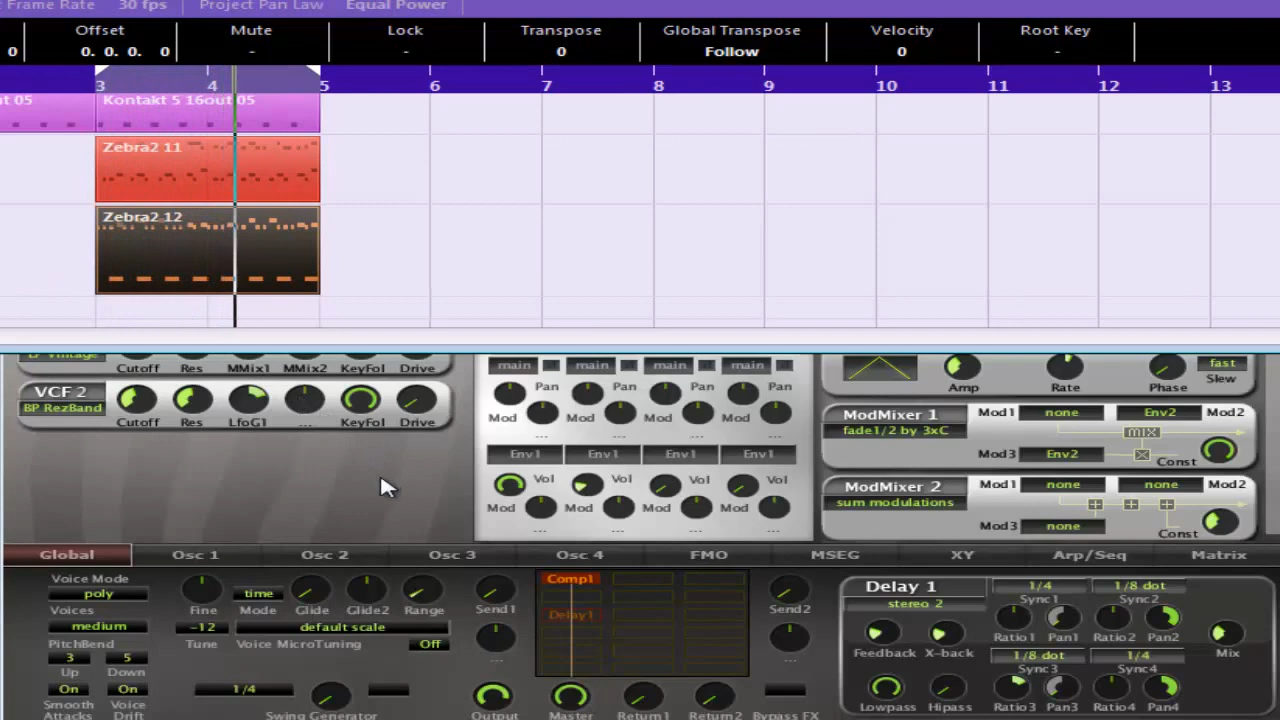 Frame Rate 30 fps Project Pan Law Equal Power
Offset Mute Lock Transpose Global Transpose Velocity Root Key
0 0. 0. 0. 0 - - 0 Follow 0 -
3 4 5 6 7 8 9 10 11 12 13
ut 05 Kontakt 5 16out 05
Zebra2 11
Zebra2 12
LP Vintage Cutoff Res MMix1 MMix2 KeyFol Drive
VCF 2
BP RezBand
Cutoff Res LfoG1 ... KeyFol Drive
main main main main
Pan Pan Pan Pan
Mod Mod Mod Mod
... ... ... ...
Env1 Env1 Env1 Env1
Vol Vol Vol Vol
Mod Mod Mod Mod
... ... ... ...
Amp Rate Phase fast Slew
ModMixer 1 Mod1 none Env2 Mod2
fade1/2 by 3xC mix
Mod3 Env2 Const
ModMixer 2 Mod1 none none Mod2
sum modulations
Mod3 none Const
Global Osc 1 Osc 2 Osc 3 Osc 4 FMO MSEG XY Arp/Seq Matrix
Voice Mode
poly
Voices
medium
PitchBend
3 5
Up Down
On On
Smooth Attacks Voice Drift
Fine time Mode Glide Glide2 Range
-12 default scale
Tune Voice MicroTuning Off
1/4 Swing Generator
Send1
...
Output
Comp1
Delay1
Master Return1 Return2
Send2
...
Bypass FX
Delay 1 1/4 1/8 dot
stereo 2 Sync1 Sync2
Ratio1 Pan1 Ratio2 Pan2
Feedback X-back Mix
1/8 dot 1/4
Sync3 Sync4
Lowpass Hipass Ratio3 Pan3 Ratio4 Pan4